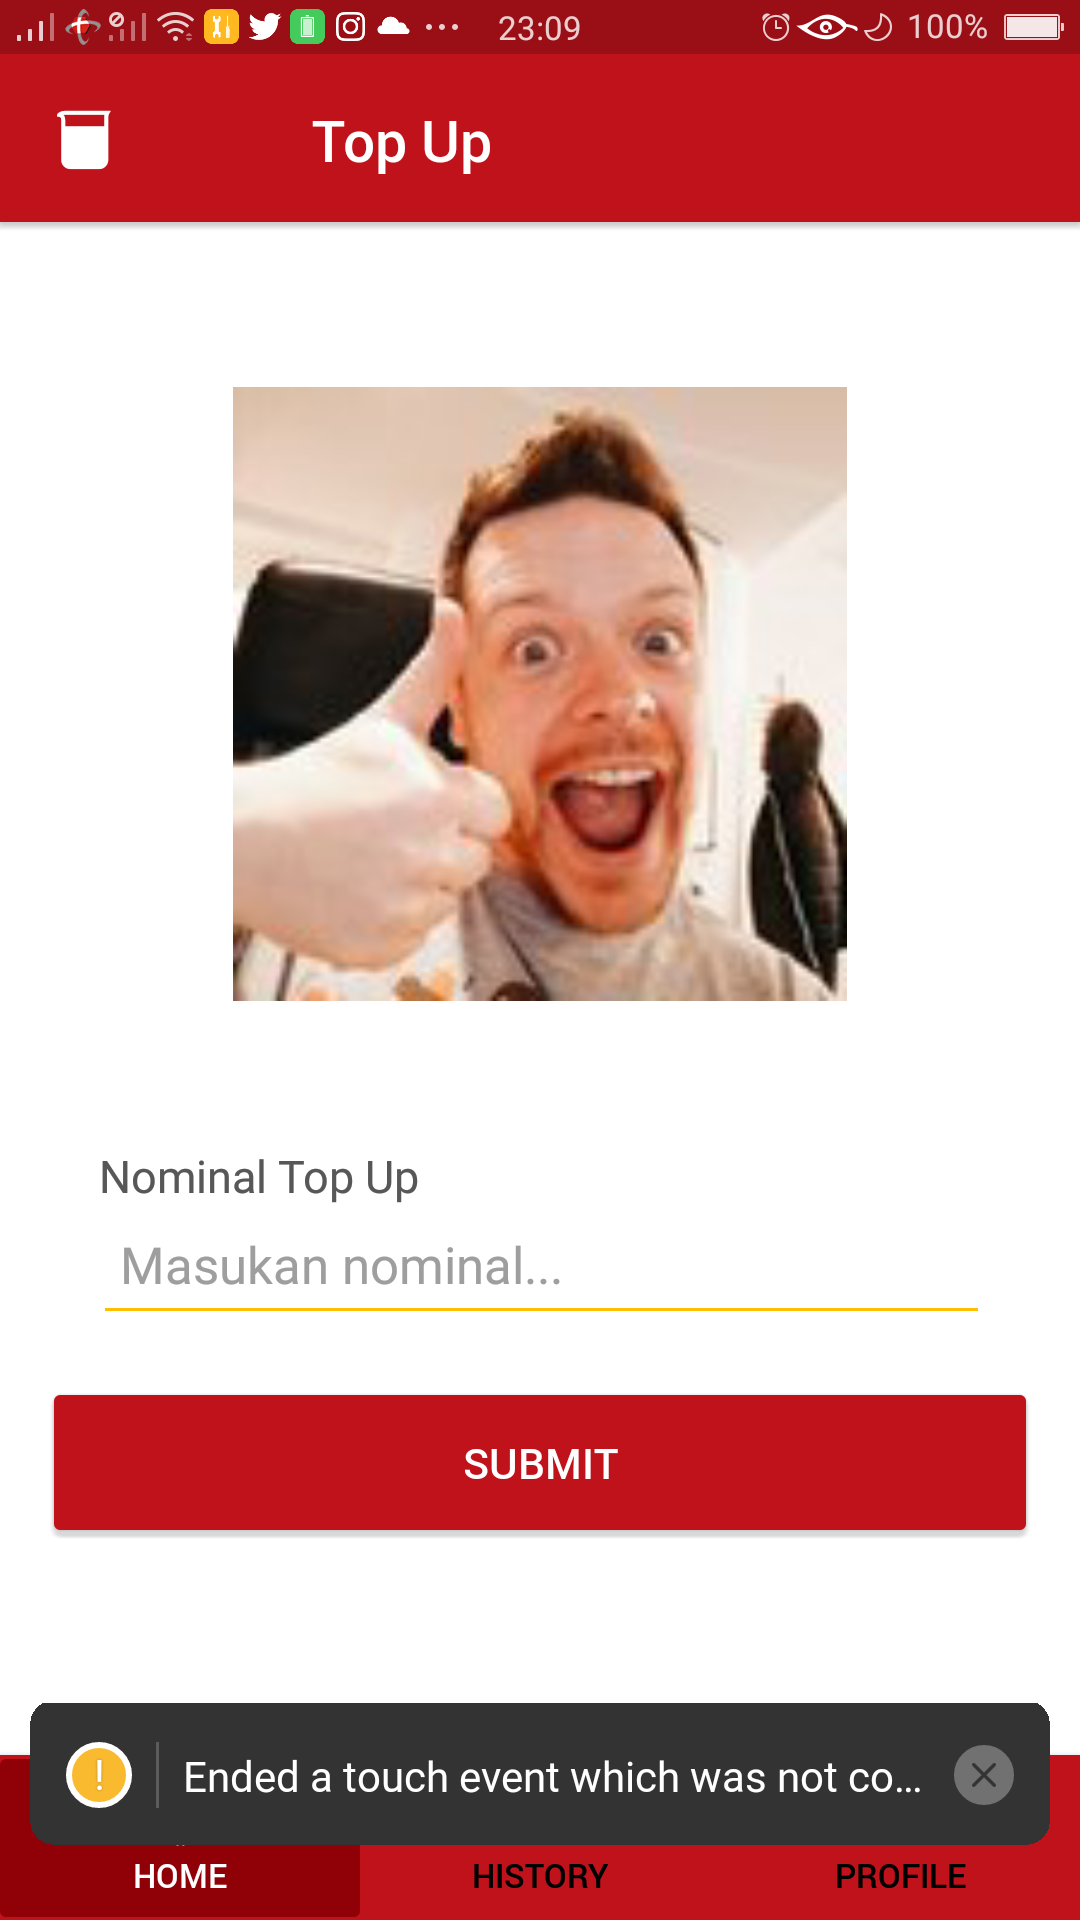 23:09
100%
Top Up
Nominal Top Up
Masukan nominal...
SUBMIT
! Ended a touch event which was not co...
HOME HISTORY PROFILE